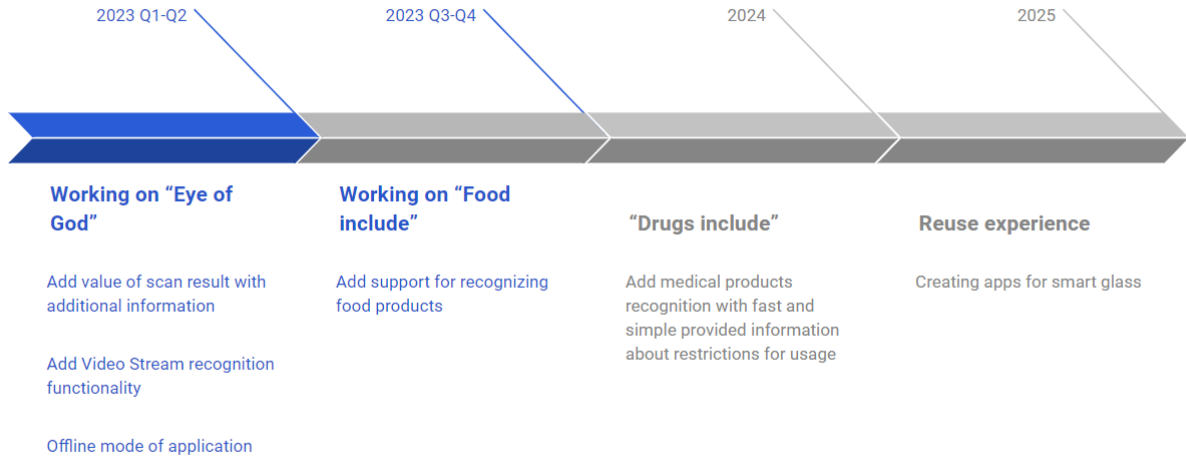 2023 Q1-Q2
2023 Q3-Q4
2024
2025
Working on “Eye of
God”
Add value of scan result with
additional information
Add Video Stream recognition
functionality
Offline mode of application
Working on “Food
include”
Add support for recognizing
food products
“Drugs include”
Add medical products
recognition with fast and
simple provided information
about restrictions for usage
Reuse experience
Creating apps for smart glass